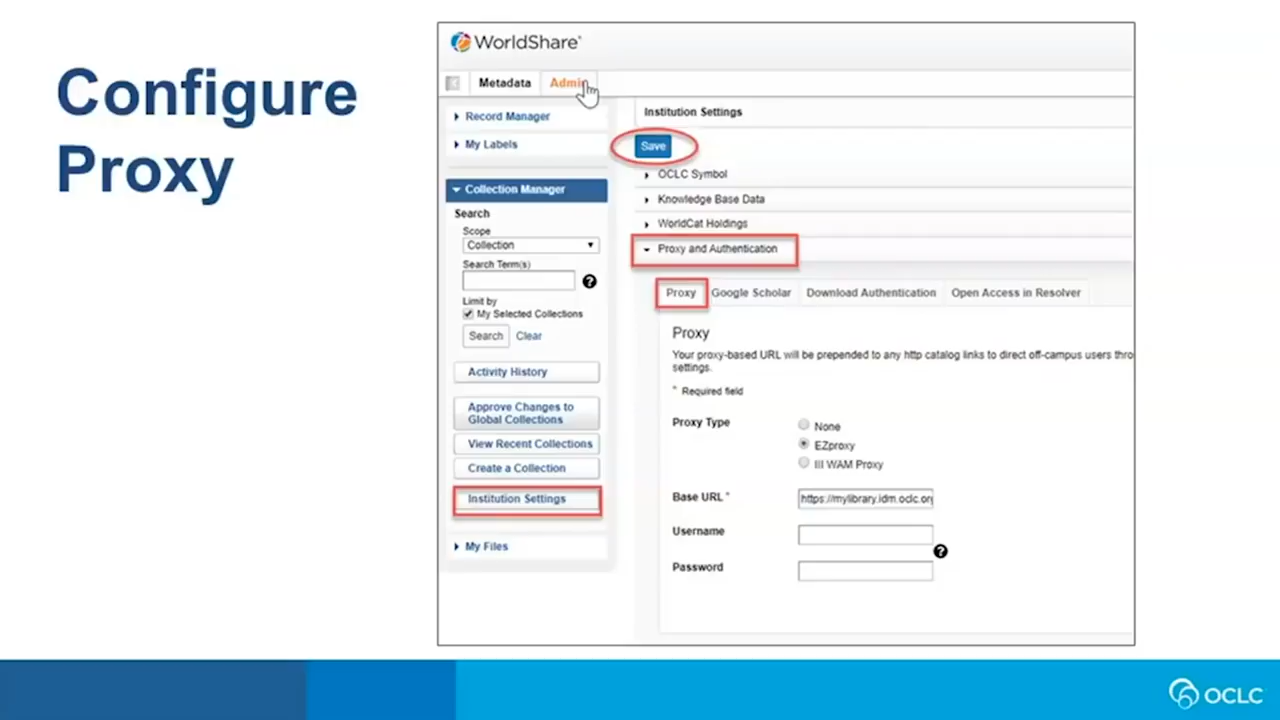 Configure
Proxy
WorldShare®
Metadata
Admin
Record Manager
My Labels
Collection Manager
Search
Scope
Collection
Search Term(s)
Limit by
My Selected Collections
Search
Clear
Activity History
Approve Changes to
Global Collections
View Recent Collections
Create a Collection
Institution Settings
My Files
Institution Settings
Save
OCLC Symbol
Knowledge Base Data
WorldCat Holdings
Proxy and Authentication
Proxy
Google Scholar
Download Authentication
Open Access in Resolver
Proxy
Your proxy-based URL will be prepended to any http catalog links to direct off-campus users thro
settings.
* Required field
Proxy Type
None
EZproxy
III WAM Proxy
Base URL *
https://mylibrary.idm.oclc.org
Username
?
Password
OCLC